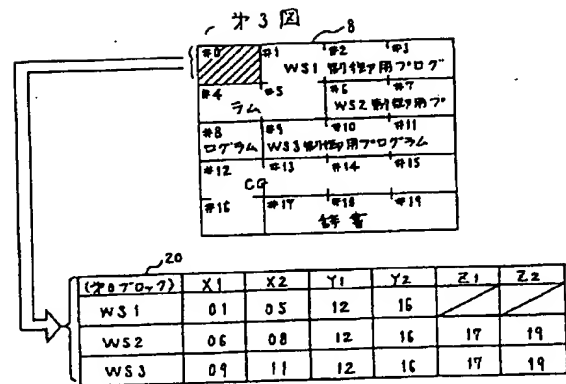 第3図
8
#0 #1 #2 #3
WS1制御用プログ
#4 #5 #6 #7
ラム WS2制御用プ
#8 #9 #10 #11
ログラム WS3制御用プログラム
#12 #13 #14 #15
CG
#16 #17 #18 #19
辞書
20
(第0ブロック) X1 X2 Y1 Y2 Z1 Z2
WS1 01 05 12 16
WS2 06 08 12 16 17 19
WS3 09 11 12 16 17 19